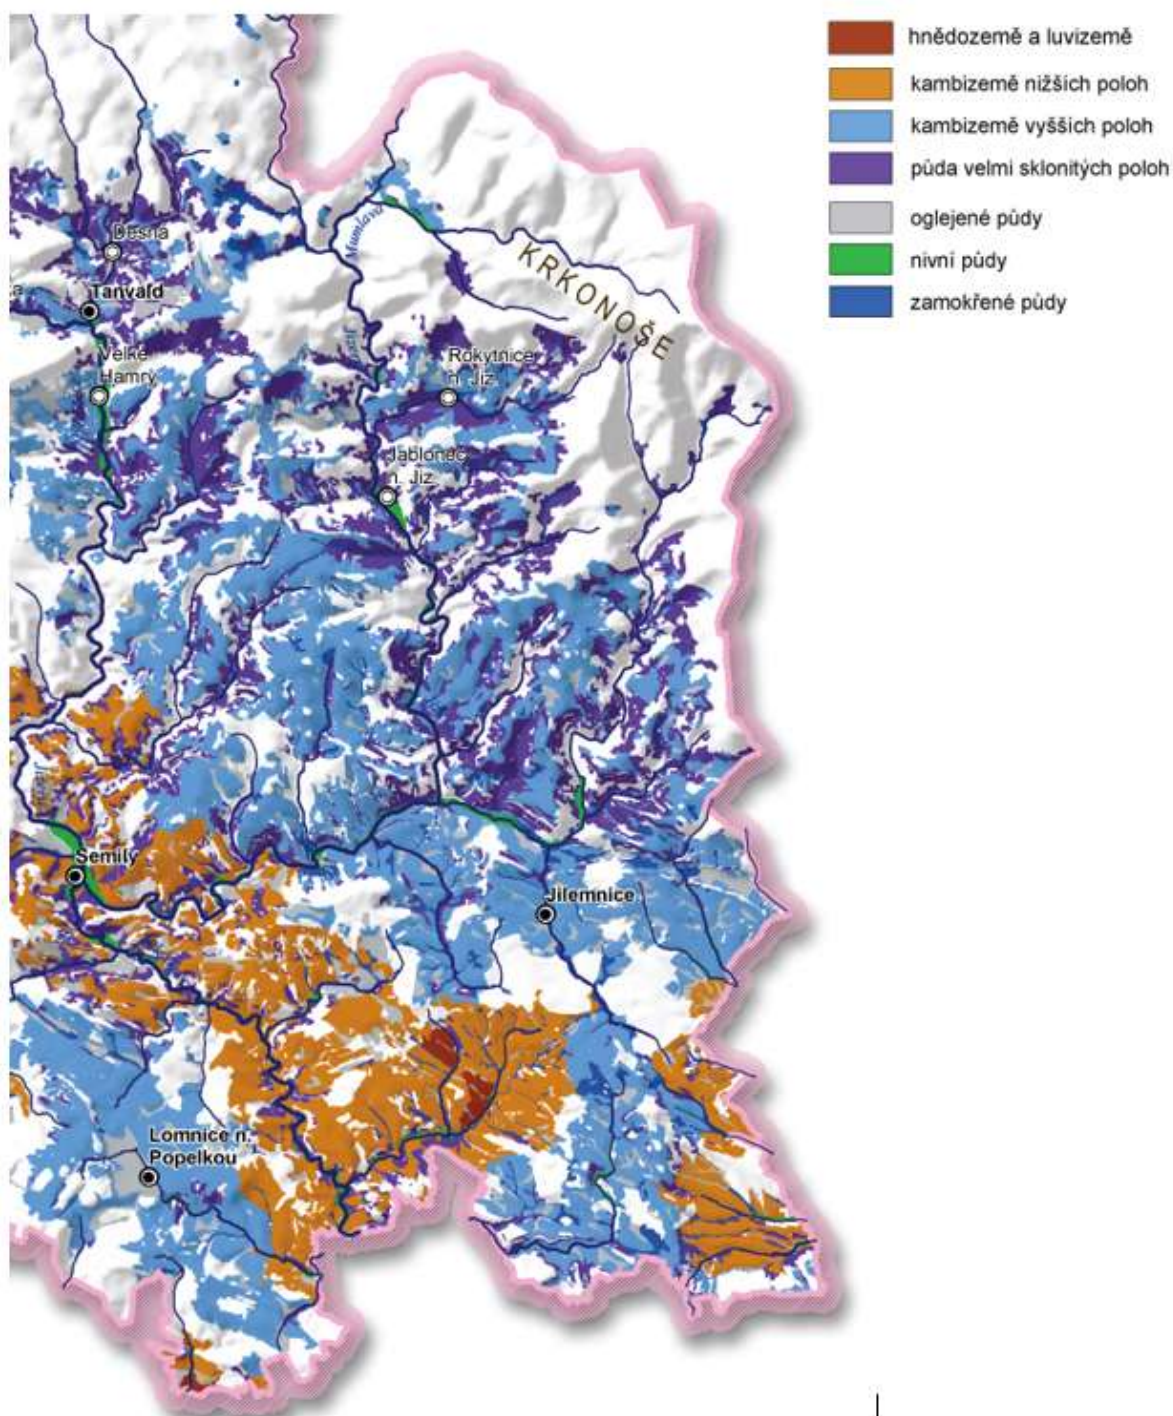 hnědozemě a luvizemě
kambizemě nižších poloh
kambizemě vyšších poloh
půda velmi sklonitých poloh
oglejené půdy
nivní půdy
zamokřené půdy
Mumlava
Desná
KRKONOŠE
a
Tanvald
Velké
Hamry
Rokytnice
n. Jiz.
Jablonec
n. Jiz.
Semily
Jilemnice
Lomnice n.
Popelkou